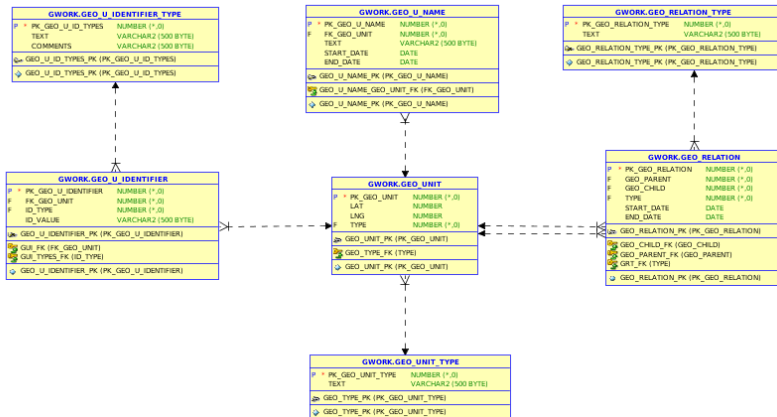 GWORK.GEO_U_IDENTIFIER_TYPE
P * PK_GEO_U_ID_TYPES NUMBER (*,0)
TEXT VARCHAR2 (500 BYTE)
COMMENTS VARCHAR2 (500 BYTE)
GEO_U_ID_TYPES_PK (PK_GEO_U_ID_TYPES)
GEO_U_ID_TYPES_PK (PK_GEO_U_ID_TYPES)
GWORK.GEO_U_NAME
P * PK_GEO_U_NAME NUMBER (*,0)
F FK_GEO_UNIT NUMBER (*,0)
TEXT VARCHAR2 (500 BYTE)
START_DATE DATE
END_DATE DATE
GEO_U_NAME_PK (PK_GEO_U_NAME)
GEO_U_NAME_GEO_UNIT_FK (FK_GEO_UNIT)
GEO_U_NAME_PK (PK_GEO_U_NAME)
GWORK.GEO_RELATION_TYPE
P * PK_GEO_RELATION_TYPE NUMBER (*,0)
TEXT VARCHAR2 (500 BYTE)
GEO_RELATION_TYPE_PK (PK_GEO_RELATION_TYPE)
GEO_RELATION_TYPE_PK (PK_GEO_RELATION_TYPE)
GWORK.GEO_U_IDENTIFIER
P * PK_GEO_U_IDENTIFIER NUMBER (*,0)
F FK_GEO_UNIT NUMBER (*,0)
F ID_TYPE NUMBER (*,0)
ID_VALUE VARCHAR2 (500 BYTE)
GEO_U_IDENTIFIER_PK (PK_GEO_U_IDENTIFIER)
GUI_FK (FK_GEO_UNIT)
GUI_TYPES_FK (ID_TYPE)
GEO_U_IDENTIFIER_PK (PK_GEO_U_IDENTIFIER)
GWORK.GEO_UNIT
P * PK_GEO_UNIT NUMBER (*,0)
LAT NUMBER
LNG NUMBER
F TYPE NUMBER (*,0)
GEO_UNIT_PK (PK_GEO_UNIT)
GEO_TYPE_FK (TYPE)
GEO_UNIT_PK (PK_GEO_UNIT)
GWORK.GEO_RELATION
P * PK_GEO_RELATION NUMBER (*,0)
F GEO_PARENT NUMBER (*,0)
F GEO_CHILD NUMBER (*,0)
F TYPE NUMBER (*,0)
START_DATE DATE
END_DATE DATE
GEO_RELATION_PK (PK_GEO_RELATION)
GEO_CHILD_FK (GEO_CHILD)
GEO_PARENT_FK (GEO_PARENT)
GRT_FK (TYPE)
GEO_RELATION_PK (PK_GEO_RELATION)
GWORK.GEO_UNIT_TYPE
P * PK_GEO_UNIT_TYPE NUMBER (*,0)
TEXT VARCHAR2 (500 BYTE)
GEO_TYPE_PK (PK_GEO_UNIT_TYPE)
GEO_TYPE_PK (PK_GEO_UNIT_TYPE)